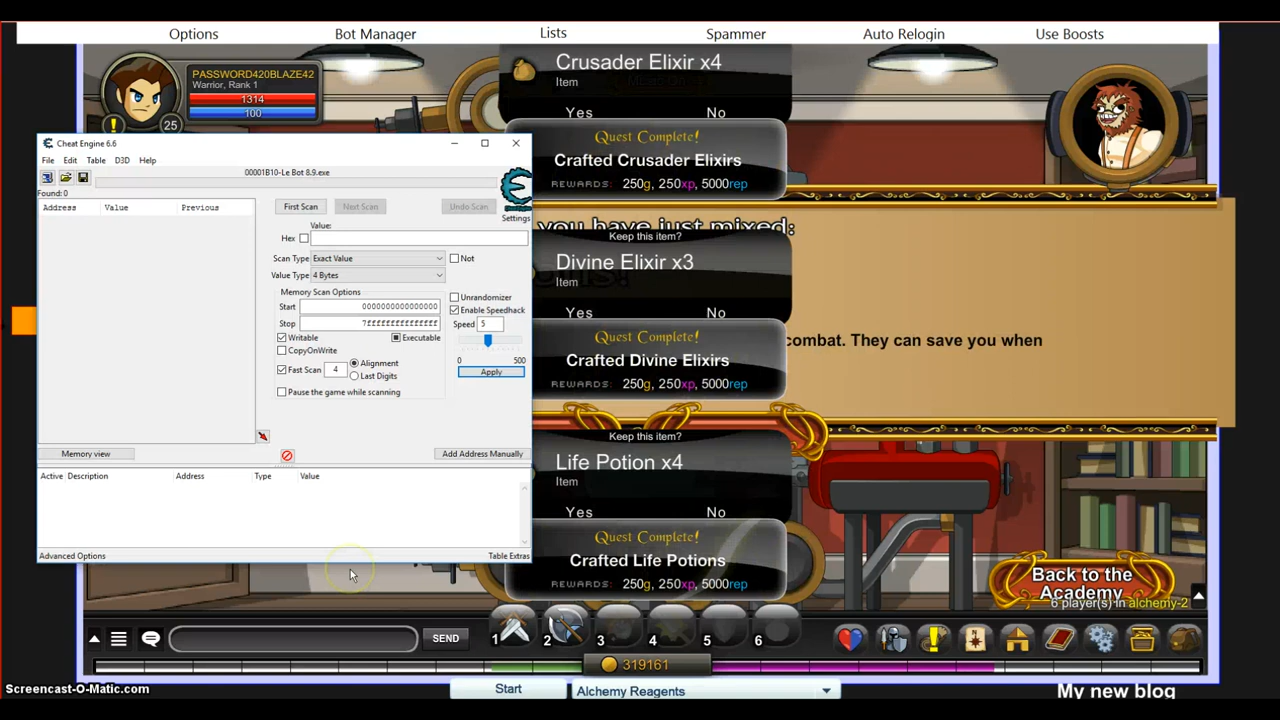 Options Bot Manager Lists Spammer Auto Relogin Use Boosts
PASSWORD420BLAZE42
Warrior, Rank 1
1314
100
25
Crusader Elixir x4
Item
Yes No
Quest Complete!
Crafted Crusader Elixirs
REWARDS: 250g, 250xp, 5000rep
you have just mixed:
Keep this item?
Divine Elixir x3
Item
Yes No
Quest Complete!
Crafted Divine Elixirs
REWARDS: 250g, 250xp, 5000rep
combat. They can save you when
Keep this item?
Life Potion x4
Item
Yes No
Quest Complete!
Crafted Life Potions
REWARDS: 250g, 250xp, 5000rep
Cheat Engine 6.6
File Edit Table D3D Help
00001B10-Le Bot 8.9.exe
Found: 0
Address Value Previous
First Scan Next Scan Undo Scan
Settings
Value:
Hex
Scan Type Exact Value Not
Value Type 4 Bytes
Memory Scan Options
Start 0000000000000000
Stop 7fffffffffffffff
Unrandomizer
Enable Speedhack
Speed 5
Writable Executable
CopyOnWrite
0 500
Apply
Fast Scan 4 Alignment
Last Digits
Pause the game while scanning
Memory view
Add Address Manually
Active Description Address Type Value
Advanced Options
Table Extras
Back to the
Academy
6 player(s) in alchemy-2
SEND
1 2 3 4 5 6
319161
Screencast-O-Matic.com
Start
Alchemy Reagents
My new blog